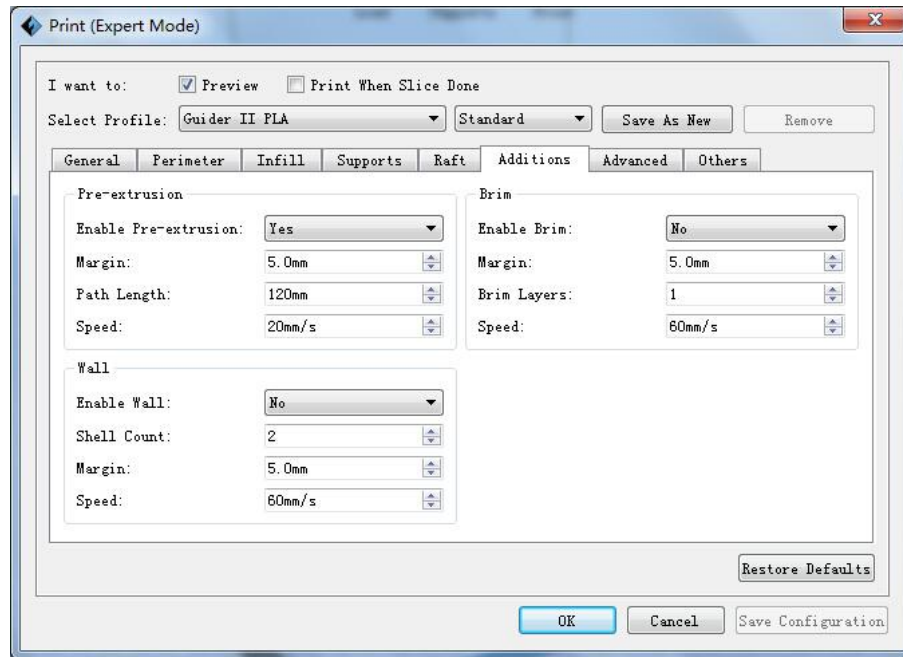 Print (Expert Mode)
I want to: Preview Print When Slice Done
Select Profile: Guider II PLA Standard Save As New Remove
General Perimeter Infill Supports Raft Additions Advanced Others
Pre-extrusion
Enable Pre-extrusion: Yes
Margin: 5.0mm
Path Length: 120mm
Speed: 20mm/s
Brim
Enable Brim: No
Margin: 5.0mm
Brim Layers: 1
Speed: 60mm/s
Wall
Enable Wall: No
Shell Count: 2
Margin: 5.0mm
Speed: 60mm/s
Restore Defaults
OK Cancel Save Configuration